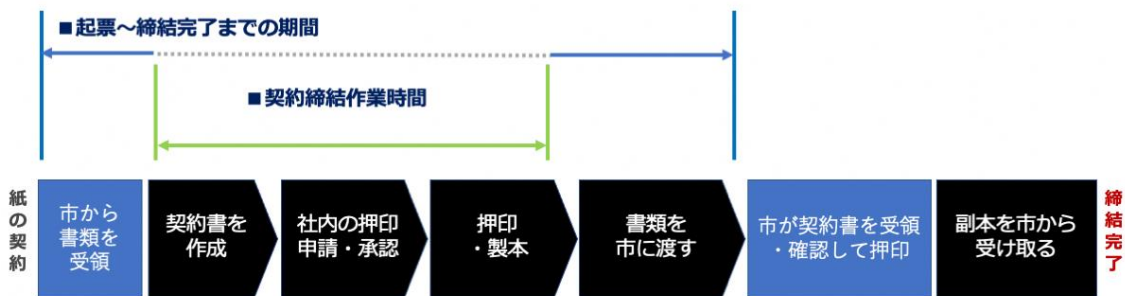 ■起票～締結完了までの期間
■契約締結作業時間
紙の契約
市から
書類を
受領
契約書を
作成
社内の押印
申請・承認
押印
・製本
書類を
市に渡す
市が契約書を受領
・確認して押印
副本を市から
受け取る
締結完了